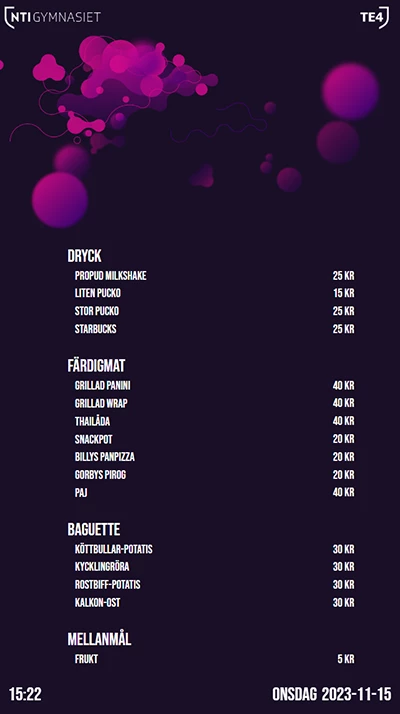 NTI GYMNASIET
TE4
DRYCK
PROPUD MILKSHAKE 25 KR
LITEN PUCKO 15 KR
STOR PUCKO 25 KR
STARBUCKS 25 KR
FÄRDIGMAT
GRILLAD PANINI 40 KR
GRILLAD WRAP 40 KR
THAILÅDA 40 KR
SNACKPOT 20 KR
BILLYS PANPIZZA 20 KR
GORBYS PIROG 20 KR
PAJ 40 KR
BAGUETTE
KÖTTBULLAR-POTATIS 30 KR
KYCKLINGRÖRA 30 KR
ROSTBIFF-POTATIS 30 KR
KALKON-OST 30 KR
MELLANMÅL
FRUKT 5 KR
15:22 ONSDAG 2023-11-15